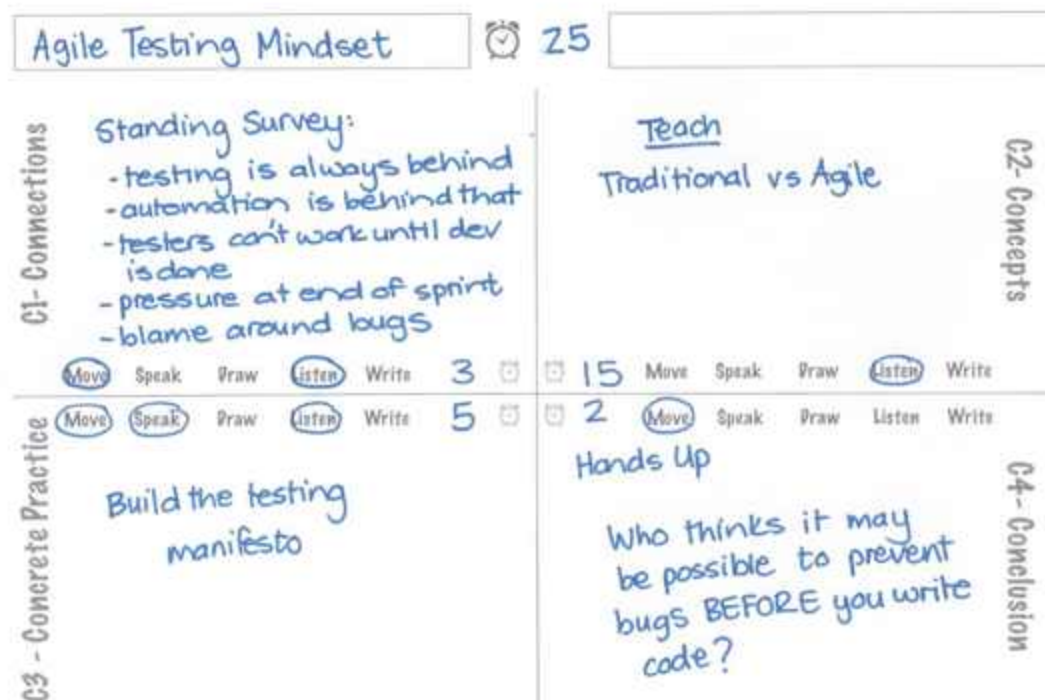 Agile Testing Mindset 25
C1- Connections
Standing Survey:
- testing is always behind
- automation is behind that
- testers can't work until dev
is done
- pressure at end of sprint
- blame around bugs
Move Speak Draw Listen Write 3
C2- Concepts
Teach
Traditional vs Agile
15 Move Speak Draw Listen Write
C3 - Concrete Practice
Move Speak Draw Listen Write 5
Build the testing
manifesto
C4- Conclusion
2 Move Speak Draw Listen Write
Hands Up
Who thinks it may
be possible to prevent
bugs BEFORE you write
code?